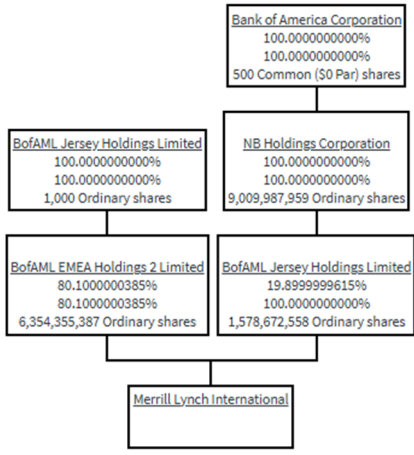 Bank of America Corporation
100.0000000000%
100.0000000000%
500 Common ($0 Par) shares
BofAML Jersey Holdings Limited
100.0000000000%
100.0000000000%
1,000 Ordinary shares
NB Holdings Corporation
100.0000000000%
100.0000000000%
9,009,987,959 Ordinary shares
BofAML EMEA Holdings 2 Limited
80.1000000385%
80.1000000385%
6,354,355,387 Ordinary shares
BofAML Jersey Holdings Limited
19.8999999615%
100.0000000000%
1,578,672,558 Ordinary shares
Merrill Lynch International